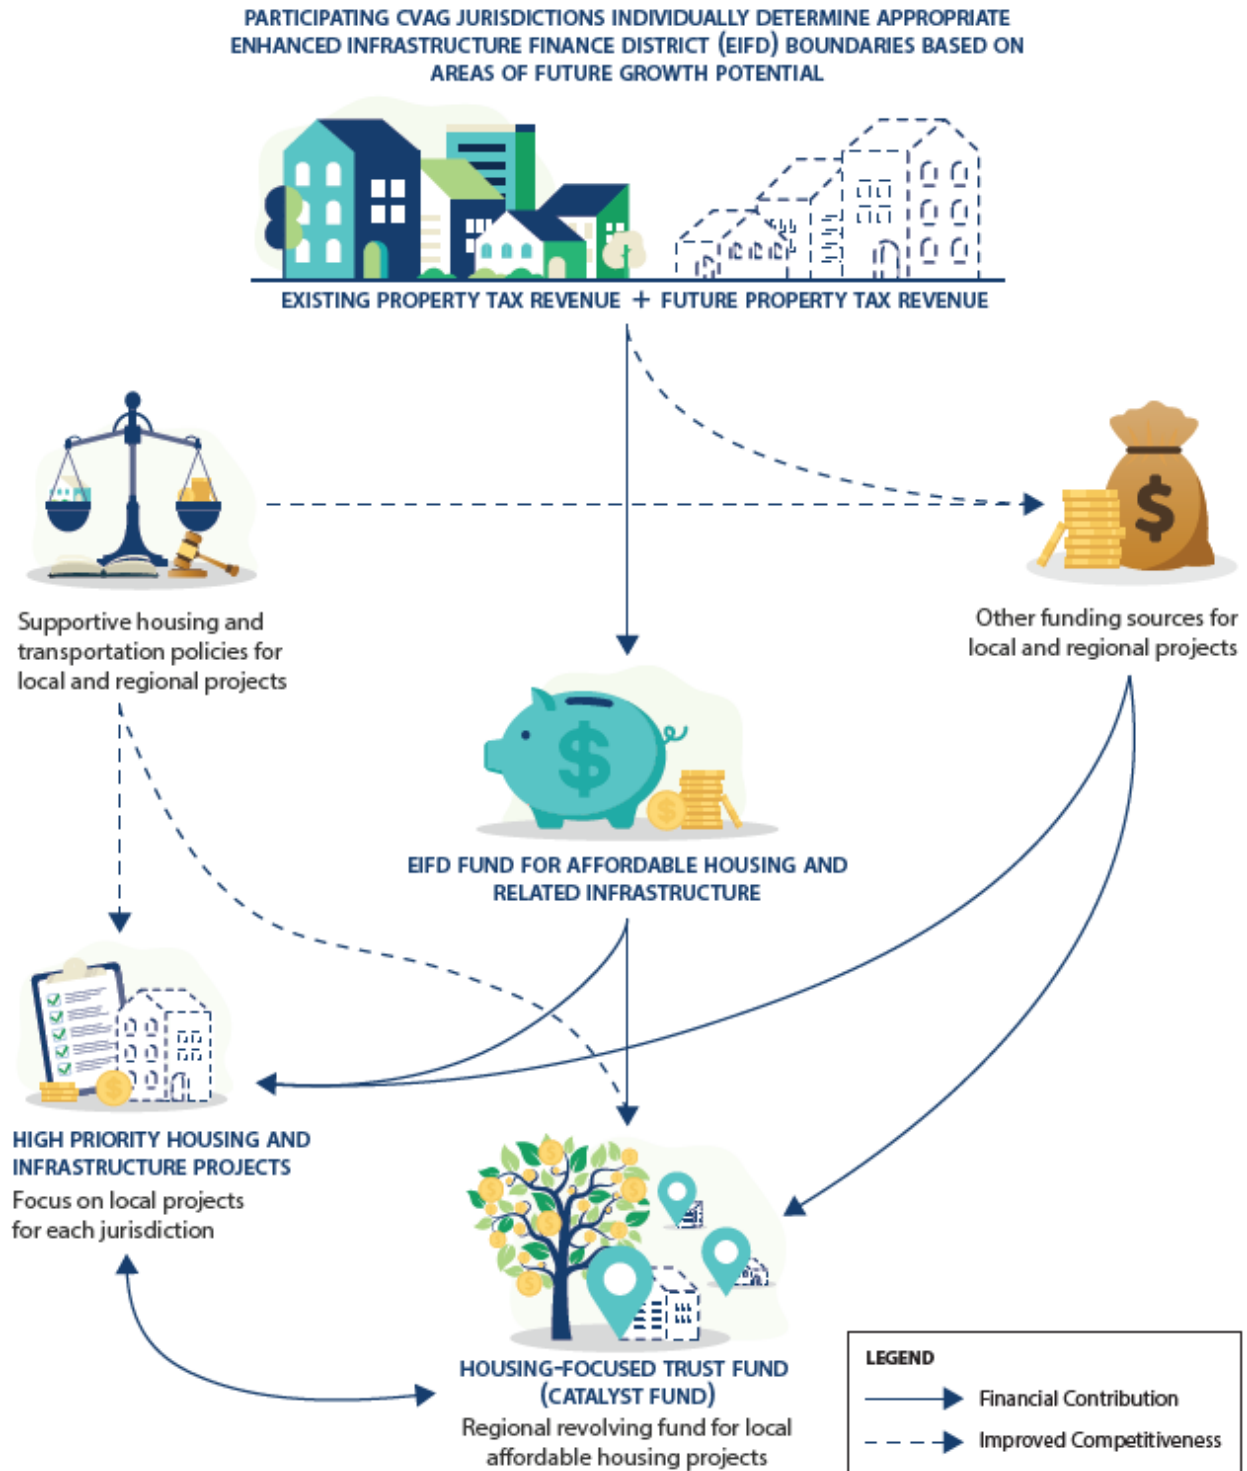 PARTICIPATING CVAG JURISDICTIONS INDIVIDUALLY DETERMINE APPROPRIATE
ENHANCED INFRASTRUCTURE FINANCE DISTRICT (EIFD) BOUNDARIES BASED ON
AREAS OF FUTURE GROWTH POTENTIAL
EXISTING PROPERTY TAX REVENUE + FUTURE PROPERTY TAX REVENUE
$
Supportive housing and
transportation policies for
local and regional projects
Other funding sources for
local and regional projects
$
$
EIFD FUND FOR AFFORDABLE HOUSING AND
RELATED INFRASTRUCTURE
$
HIGH PRIORITY HOUSING AND
INFRASTRUCTURE PROJECTS
Focus on local projects
for each jurisdiction
HOUSING-FOCUSED TRUST FUND
(CATALYST FUND)
Regional revolving fund for local
affordable housing projects
LEGEND
Financial Contribution
Improved Competitiveness